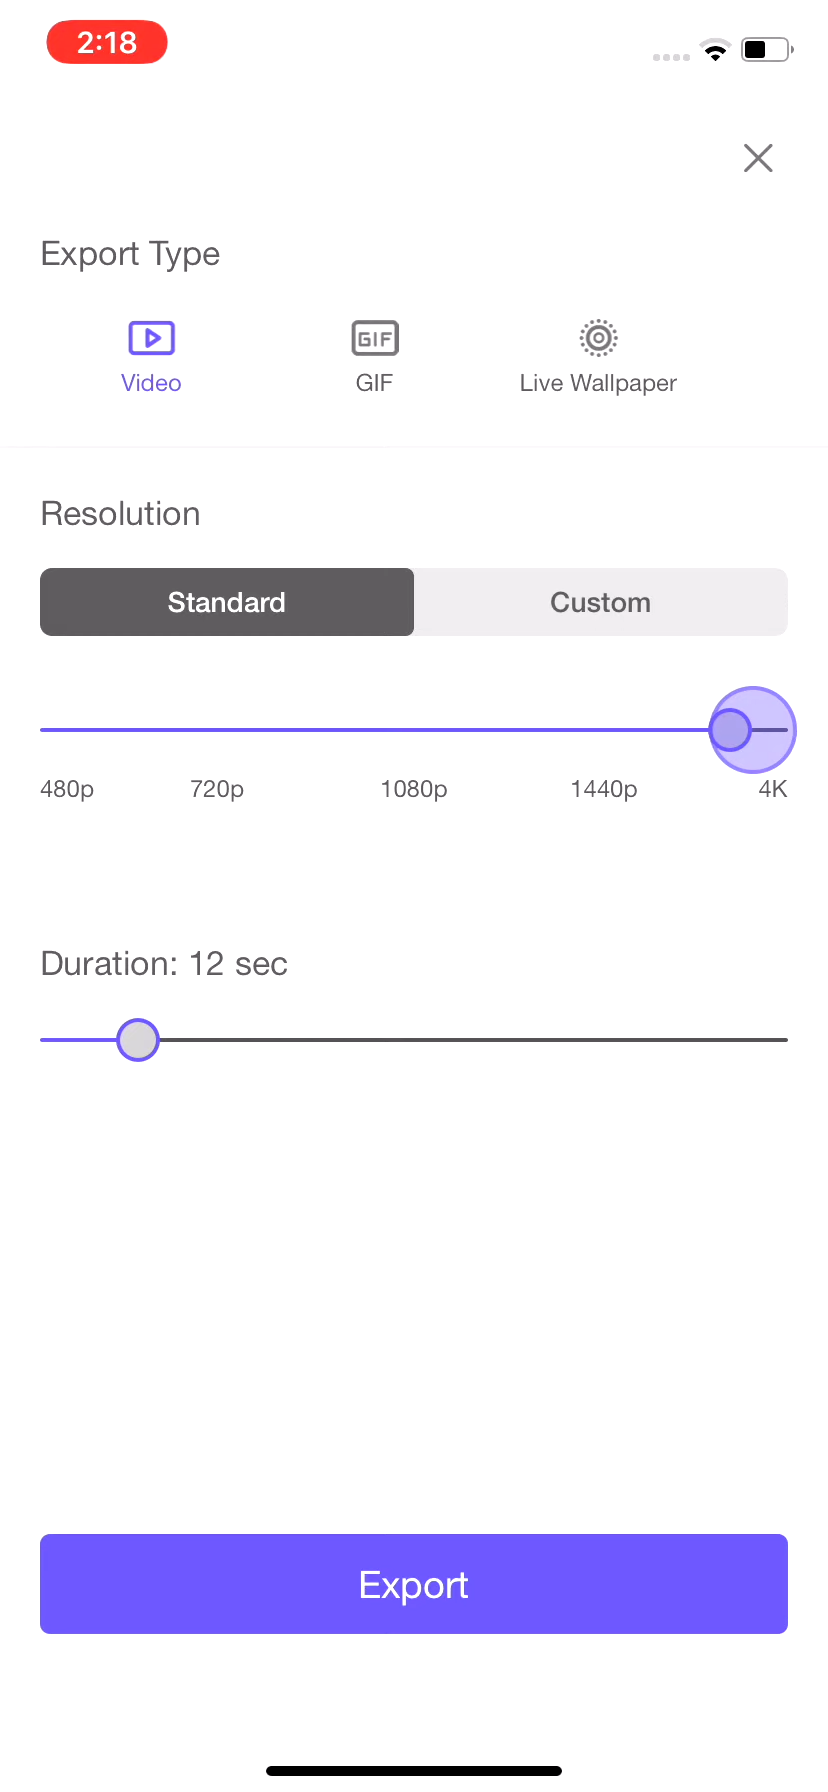 2:18
Export Type
Video
GIF
GIF
Live Wallpaper
Resolution
Standard
Custom
480p
720p
1080p
1440p
4K
Duration: 12 sec
Export